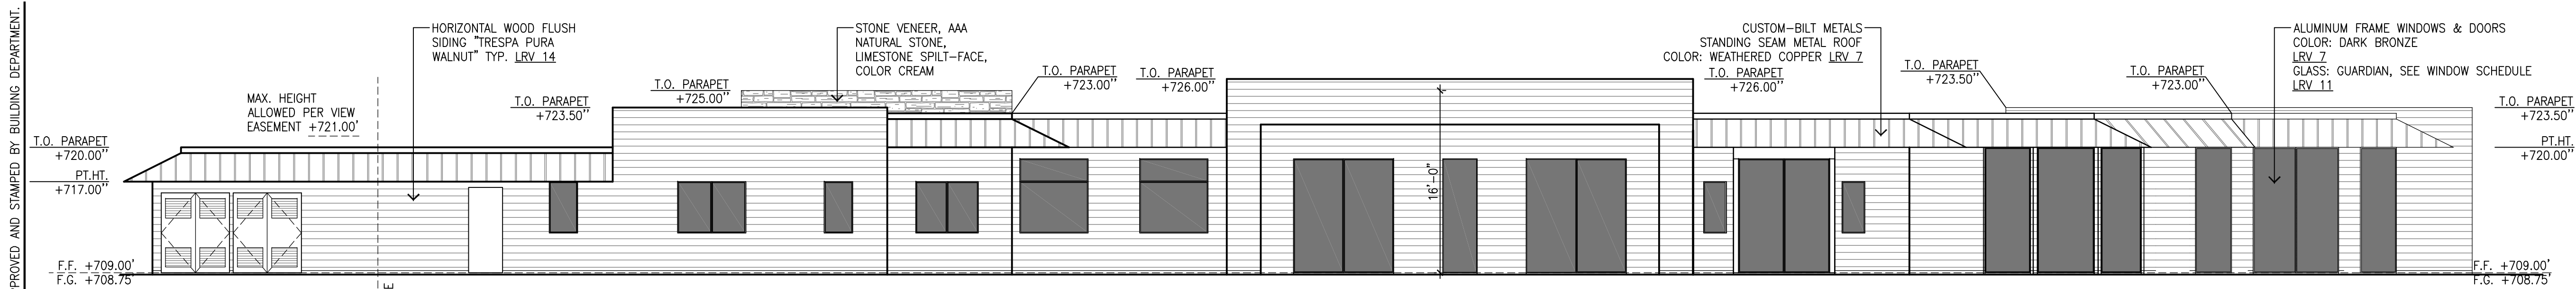 PROVED AND STAMPED BY BUILDING DEPARTMENT.
HORIZONTAL WOOD FLUSH
SIDING "TRESPA PURA
WALNUT" TYP. LRV 14
STONE VENEER, AAA
NATURAL STONE,
LIMESTONE SPILT-FACE,
COLOR CREAM
CUSTOM-BILT METALS
STANDING SEAM METAL ROOF
COLOR: WEATHERED COPPER LRV 7
ALUMINUM FRAME WINDOWS & DOORS
COLOR: DARK BRONZE
LRV 7
GLASS: GUARDIAN, SEE WINDOW SCHEDULE
LRV 11
MAX. HEIGHT
ALLOWED PER VIEW
EASEMENT +721.00'
T.O. PARAPET
+720.00"
PT.HT.
+717.00"
T.O. PARAPET
+723.50"
T.O. PARAPET
+725.00"
T.O. PARAPET
+723.00"
T.O. PARAPET
+726.00"
16'-0"
T.O. PARAPET
+726.00"
T.O. PARAPET
+723.50"
T.O. PARAPET
+723.00"
T.O. PARAPET
+723.50"
PT.HT.
+720.00"
F.F. +709.00'
F.G. +708.75'
F.F. +709.00'
F.G. +708.75'
E